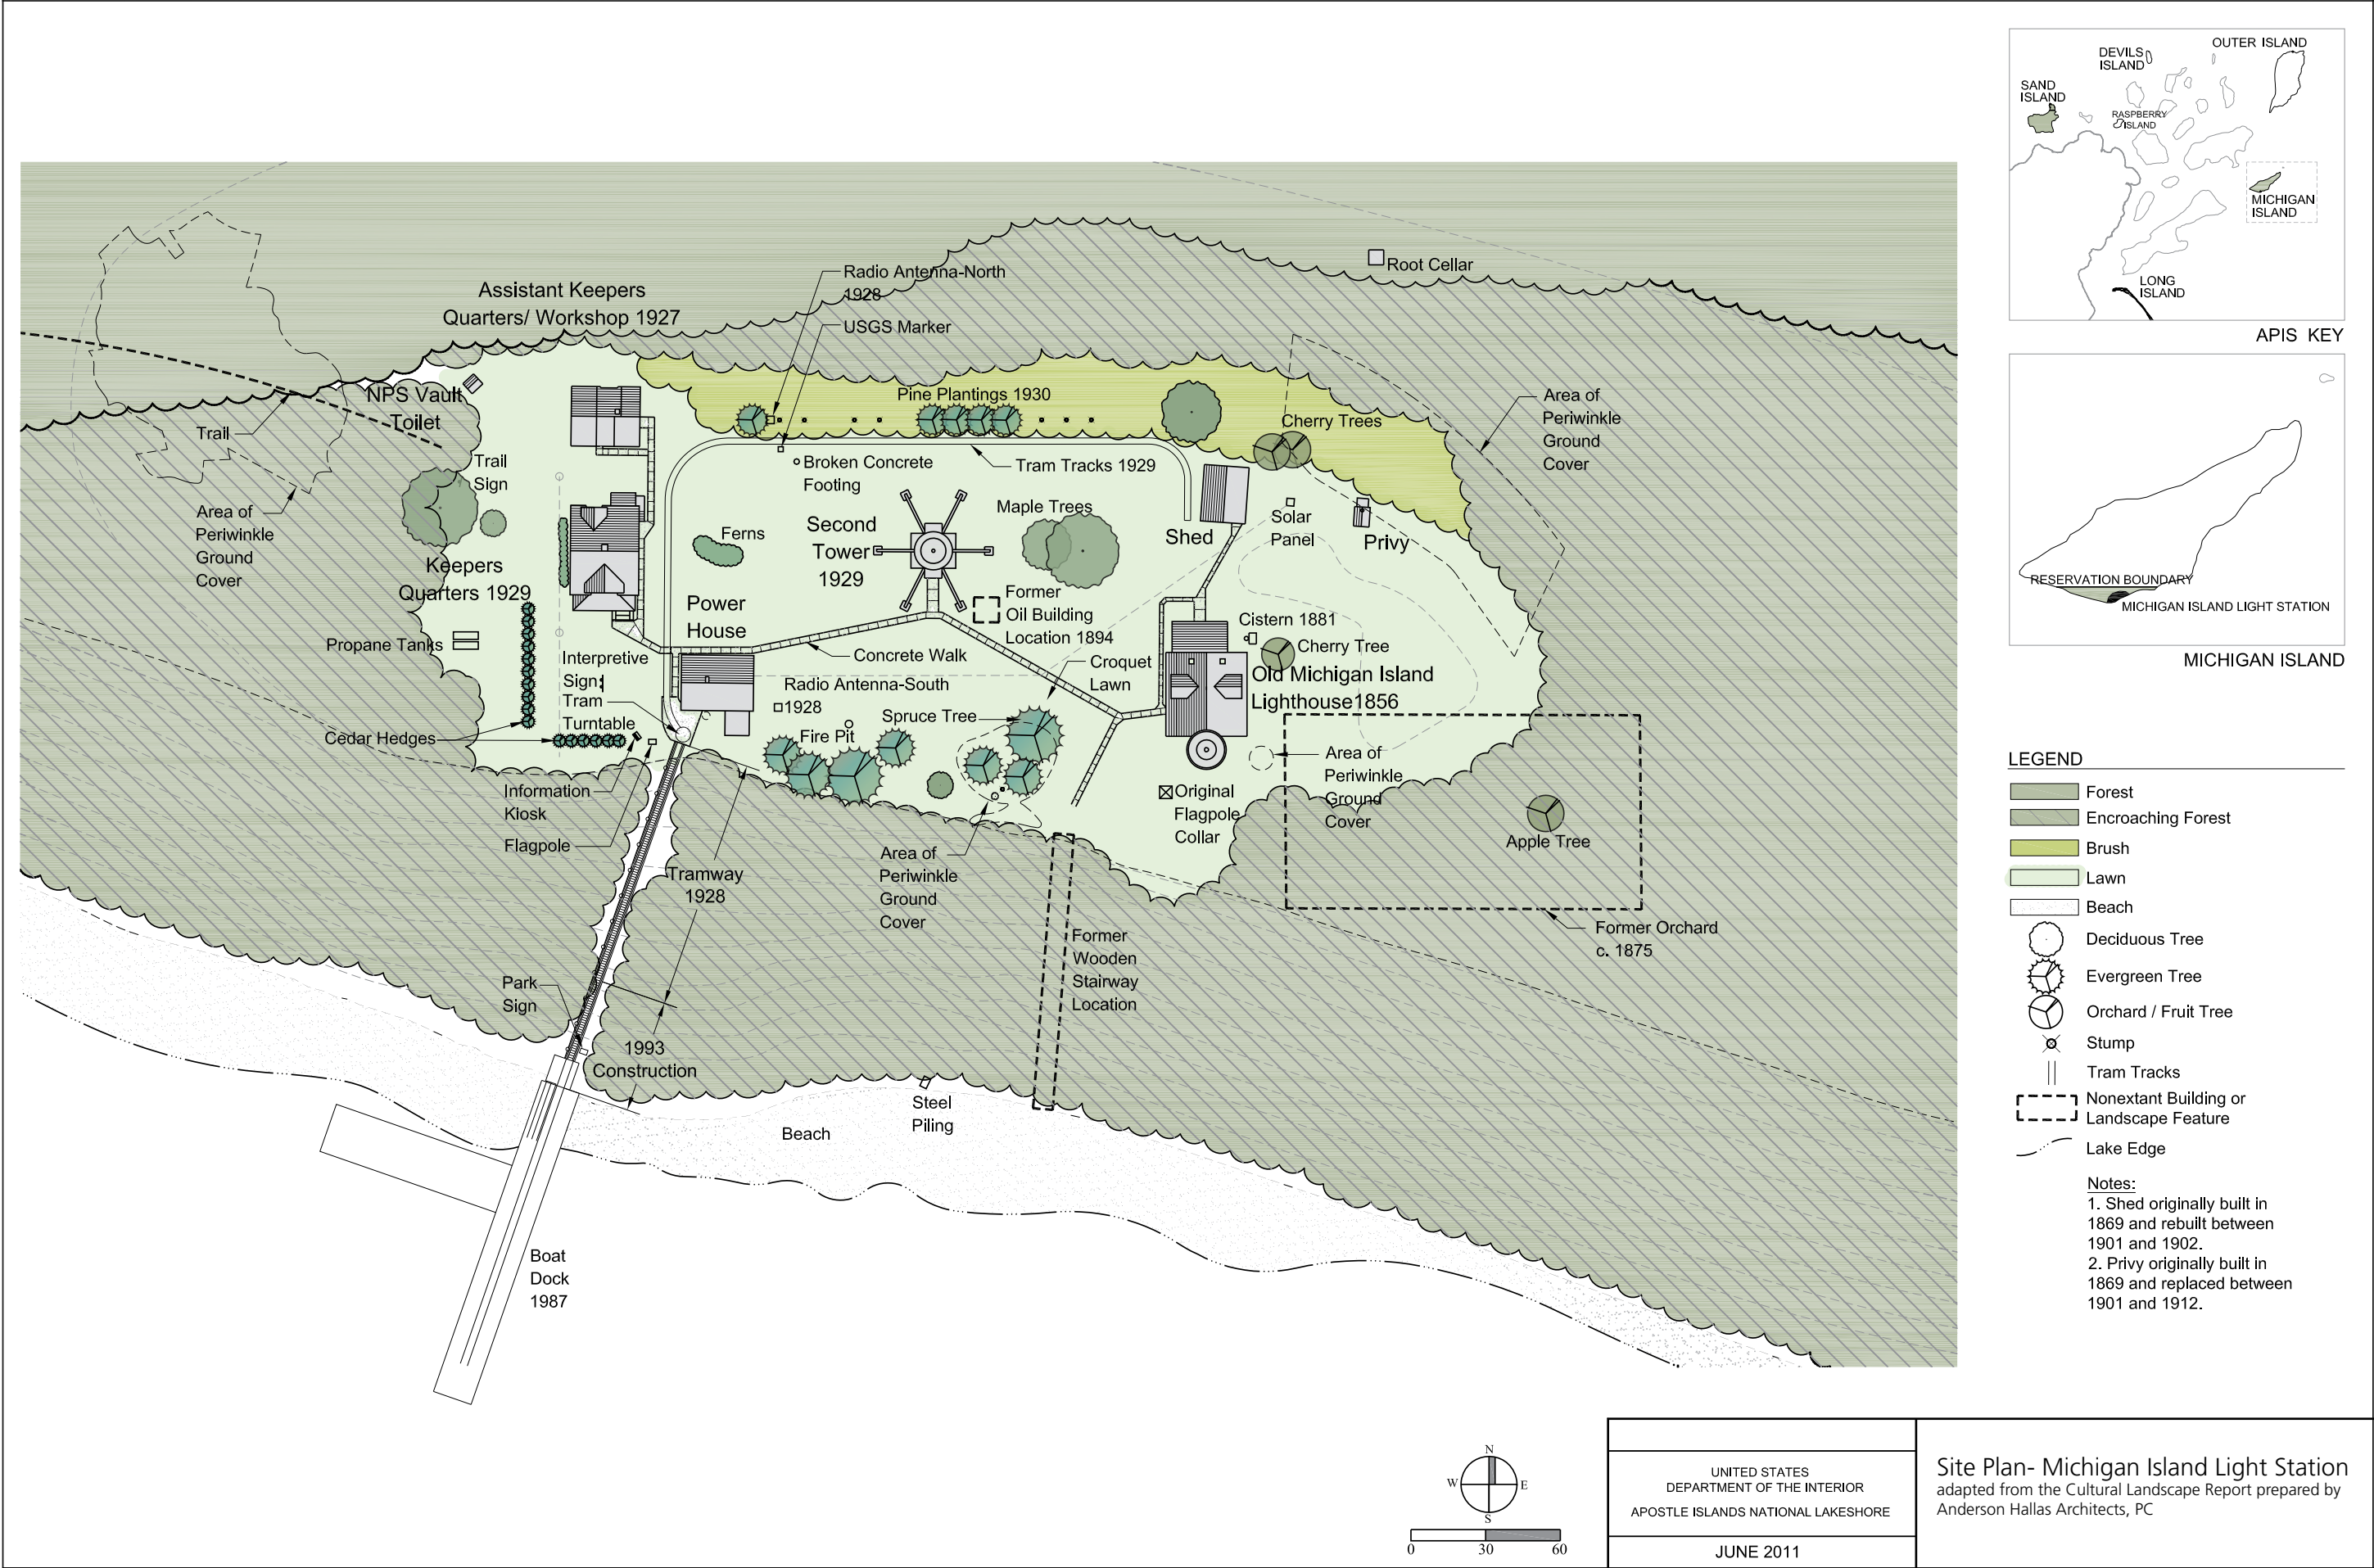 DEVILS
ISLAND
OUTER ISLAND
SAND
ISLAND
RASPBERRY
ISLAND
MICHIGAN
ISLAND
LONG
ISLAND
APIS KEY
RESERVATION BOUNDARY
MICHIGAN ISLAND LIGHT STATION
MICHIGAN ISLAND
Root Cellar
Radio Antenna-North
1928
USGS Marker
Assistant Keepers
Quarters/ Workshop 1927
NPS Vault
Toilet
Trail
Trail
Sign
Area of
Periwinkle
Ground
Cover
Pine Plantings 1930
Cherry Trees
Area of
Periwinkle
Ground
Cover
Broken Concrete
Footing
Tram Tracks 1929
Maple Trees
Second
Tower
1929
Ferns
Shed
Solar
Panel
Privy
Keepers
Quarters 1929
Power
House
Former
Oil Building
Location 1894
Cistern 1881
Cherry Tree
Old Michigan Island
Lighthouse1856
Propane Tanks
Interpretive
Sign
Tram
Turntable
Concrete Walk
Croquet
Lawn
Radio Antenna-South
1928
Spruce Tree
Fire Pit
Cedar Hedges
Area of
Periwinkle
Ground
Cover
Information
Klosk
Flagpole
Original
Flagpole
Collar
Apple Tree
Tramway
1928
Area of
Periwinkle
Ground
Cover
Former Orchard
c. 1875
Former
Wooden
Stairway
Location
Park
Sign
1993
Construction
Steel
Piling
Beach
Boat
Dock
1987
LEGEND
Forest
Encroaching Forest
Brush
Lawn
Beach
Deciduous Tree
Evergreen Tree
Orchard / Fruit Tree
Stump
Tram Tracks
Nonextant Building or
Landscape Feature
Lake Edge
Notes:
1. Shed originally built in
1869 and rebuilt between
1901 and 1902.
2. Privy originally built in
1869 and replaced between
1901 and 1912.
N
W E
S
0 30 60
UNITED STATES
DEPARTMENT OF THE INTERIOR
APOSTLE ISLANDS NATIONAL LAKESHORE
JUNE 2011
Site Plan- Michigan Island Light Station
adapted from the Cultural Landscape Report prepared by
Anderson Hallas Architects, PC